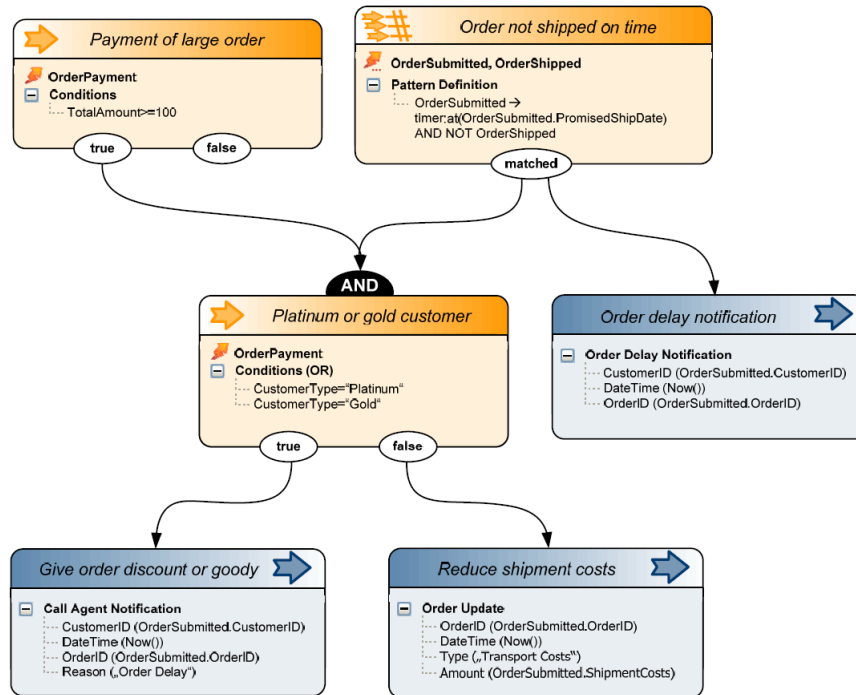 Payment of large order
OrderPayment
Conditions
TotalAmount>=100
true
false
Order not shipped on time
OrderSubmitted, OrderShipped
Pattern Definition
OrderSubmitted →
timer:at(OrderSubmitted.PromisedShipDate)
AND NOT OrderShipped
matched
AND
Platinum or gold customer
OrderPayment
Conditions (OR)
CustomerType="Platinum"
CustomerType="Gold"
true
false
Order delay notification
Order Delay Notification
CustomerID (OrderSubmitted.CustomerID)
DateTime (Now())
OrderID (OrderSubmitted.OrderID)
Give order discount or goody
Call Agent Notification
CustomerID (OrderSubmitted.CustomerID)
DateTime (Now())
OrderID (OrderSubmitted.OrderID)
Reason („Order Delay“)
Reduce shipment costs
Order Update
OrderID (OrderSubmitted.OrderID)
DateTime (Now())
Type („Transport Costs“)
Amount (OrderSubmitted.ShipmentCosts)